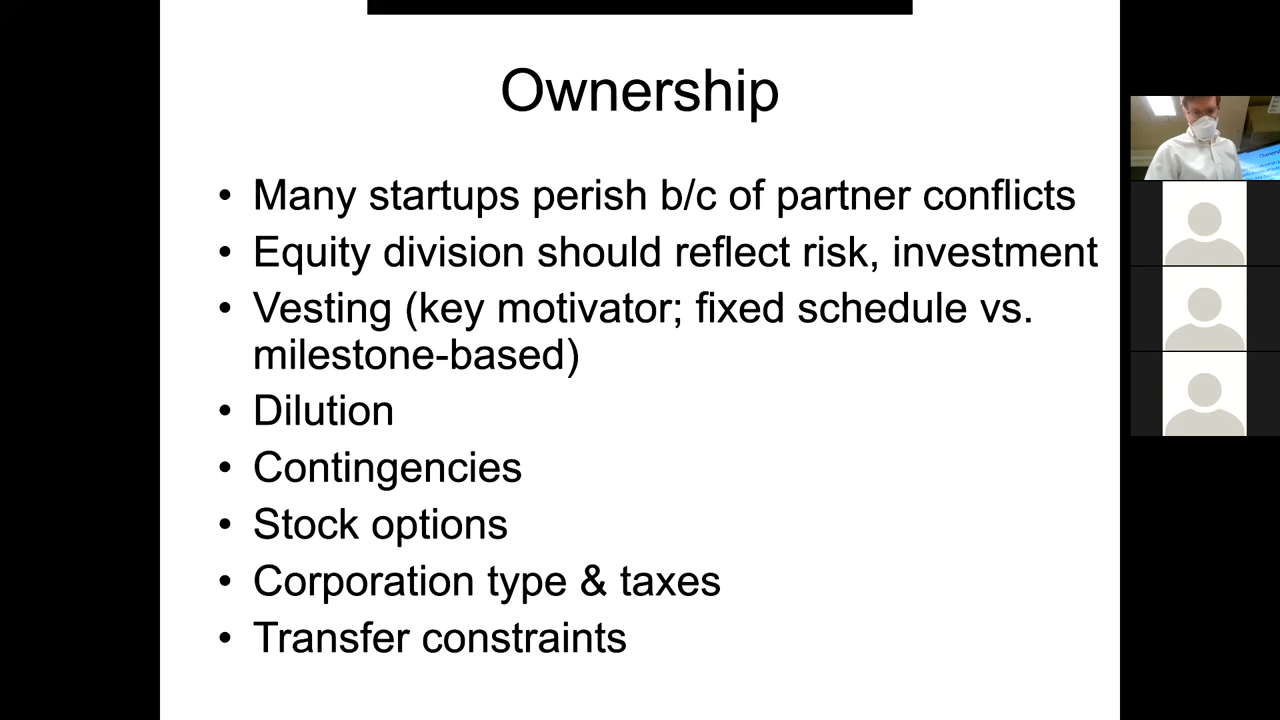 Ownership
• Many startups perish b/c of partner conflicts
• Equity division should reflect risk, investment
• Vesting (key motivator; fixed schedule vs.
milestone-based)
• Dilution
• Contingencies
• Stock options
• Corporation type & taxes
• Transfer constraints